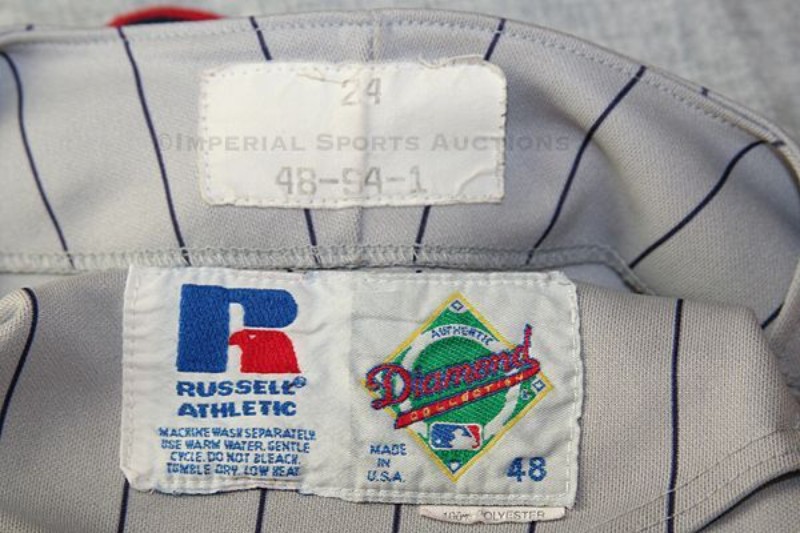 24
©IMPERIAL SPORTS AUCTIONS
48-94-1
RUSSELL®
ATHLETIC
MACHINE WASH SEPARATELY.
USE WARM WATER, GENTLE
CYCLE. DO NOT BLEACH.
TUMBLE DRY. LOW HEAT
AUTHENTIC
Diamond
COLLECTION
MADE
IN
U.S.A.
48
100% POLYESTER